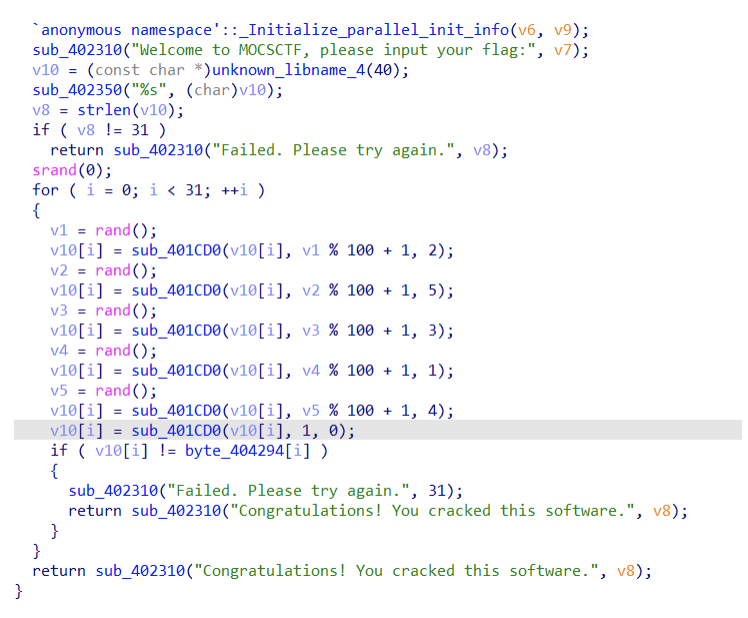 `anonymous namespace'::_Initialize_parallel_init_info(v6, v9);
sub_402310("Welcome to MOCSCTF, please input your flag:", v7);
v10 = (const char *)unknown_libname_4(40);
sub_402350("%s", (char)v10);
v8 = strlen(v10);
if ( v8 != 31 )
return sub_402310("Failed. Please try again.", v8);
srand(0);
for ( i = 0; i < 31; ++i )
{
v1 = rand();
v10[i] = sub_401CD0(v10[i], v1 % 100 + 1, 2);
v2 = rand();
v10[i] = sub_401CD0(v10[i], v2 % 100 + 1, 5);
v3 = rand();
v10[i] = sub_401CD0(v10[i], v3 % 100 + 1, 3);
v4 = rand();
v10[i] = sub_401CD0(v10[i], v4 % 100 + 1, 1);
v5 = rand();
v10[i] = sub_401CD0(v10[i], v5 % 100 + 1, 4);
v10[i] = sub_401CD0(v10[i], 1, 0);
if ( v10[i] != byte_404294[i] )
{
sub_402310("Failed. Please try again.", 31);
return sub_402310("Congratulations! You cracked this software.", v8);
}
}
return sub_402310("Congratulations! You cracked this software.", v8);
}